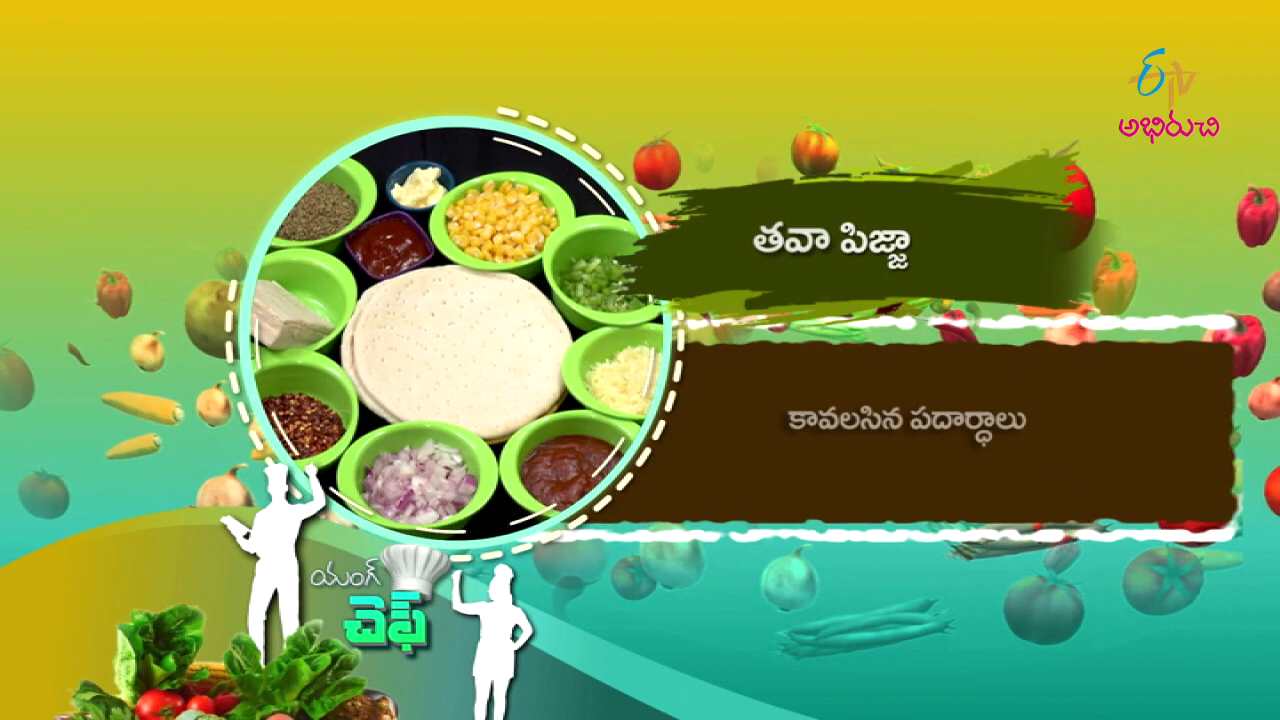 ETV
అభిరుచి
తవా పిజ్జా
కావలసిన పదార్ధాలు
యంగ్
చెఫ్